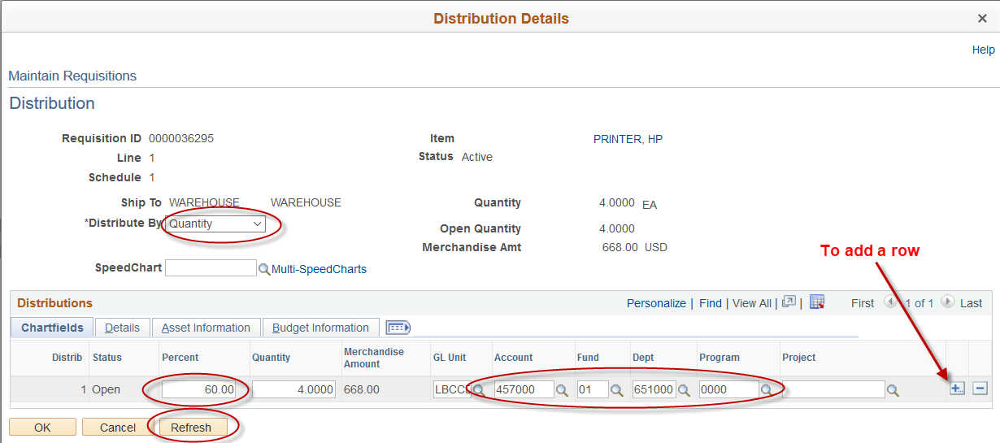 Distribution Details
Help
Maintain Requisitions
Distribution
Requisition ID 0000036295 Item PRINTER, HP
Line 1 Status Active
Schedule 1
Ship To WAREHOUSE WAREHOUSE Quantity 4.0000 EA
*Distribute By Quantity Open Quantity 4.0000
Merchandise Amt 668.00 USD
To add a row
SpeedChart Multi-SpeedCharts
Distributions Personalize | Find | View All | | First 1 of 1 Last
Chartfields Details Asset Information Budget Information
Distrib Status Percent Quantity Merchandise Amount GL Unit Account Fund Dept Program Project
1 Open 60.00 4.0000 668.00 LBCC 457000 01 651000 0000
OK Cancel Refresh